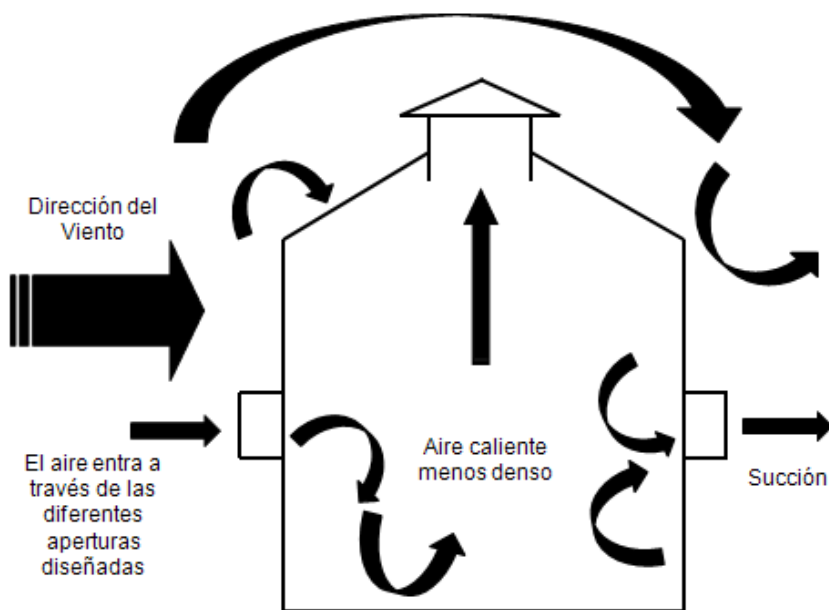 Dirección del
Viento
El aire entra a
través de las
diferentes
aperturas
diseñadas
Aire caliente
menos denso
Succión